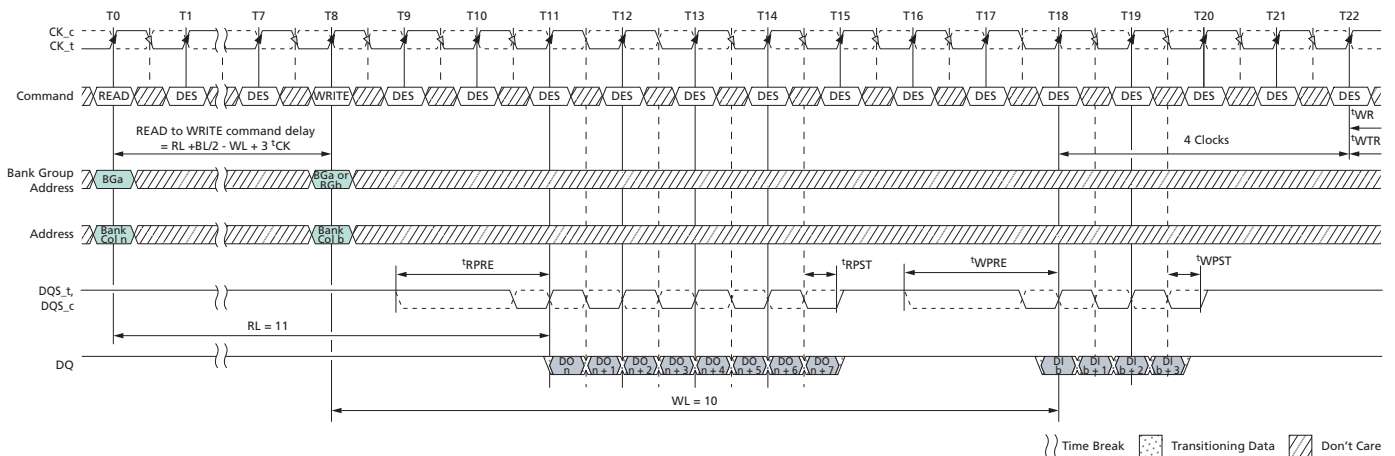 T0 T1 T7 T8 T9 T10 T11 T12 T13 T14 T15 T16 T17 T18 T19 T20 T21 T22
CK_c
CK_t
Command READ DES DES WRITE DES DES DES DES DES DES DES DES DES DES DES DES DES DES
READ to WRITE command delay
= RL +BL/2 - WL + 3 tCK
tWR
4 Clocks
tWTR
Bank Group
Address
BGa
BGa or
BGb
Address
Bank
Col n
Bank
Col b
tRPRE
tRPST
tWPRE
tWPST
DQS_t,
DQS_c
RL = 11
DQ
DO
n
DO
n + 1
DO
n + 2
DO
n + 3
DO
n + 4
DO
n + 5
DO
n + 6
DO
n + 7
DI
b
DI
b + 1
DI
b + 2
DI
b + 3
WL = 10
Time Break Transitioning Data Don't Care